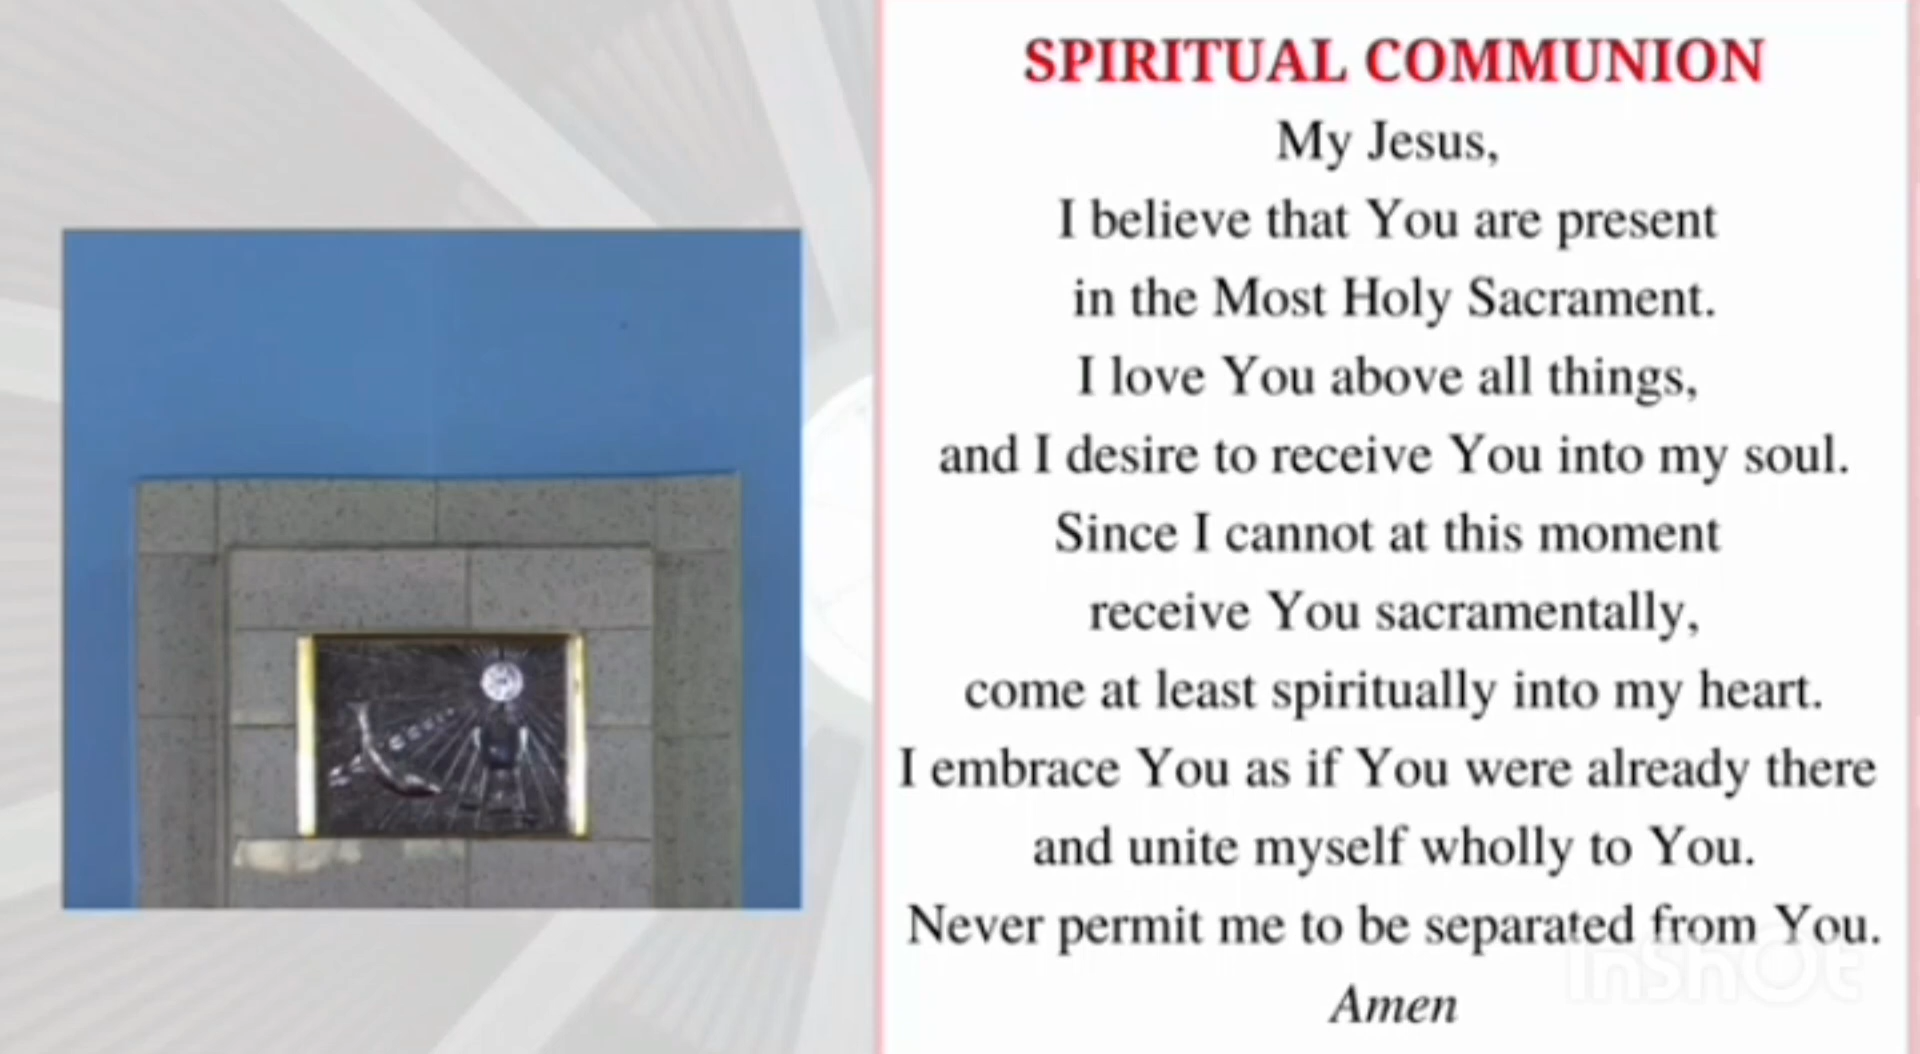 SPIRITUAL COMMUNION
My Jesus,
I believe that You are present
in the Most Holy Sacrament.
I love You above all things,
and I desire to receive You into my soul.
Since I cannot at this moment
receive You sacramentally,
come at least spiritually into my heart.
I embrace You as if You were already there
and unite myself wholly to You.
Never permit me to be separated from You.
InShOt
Amen